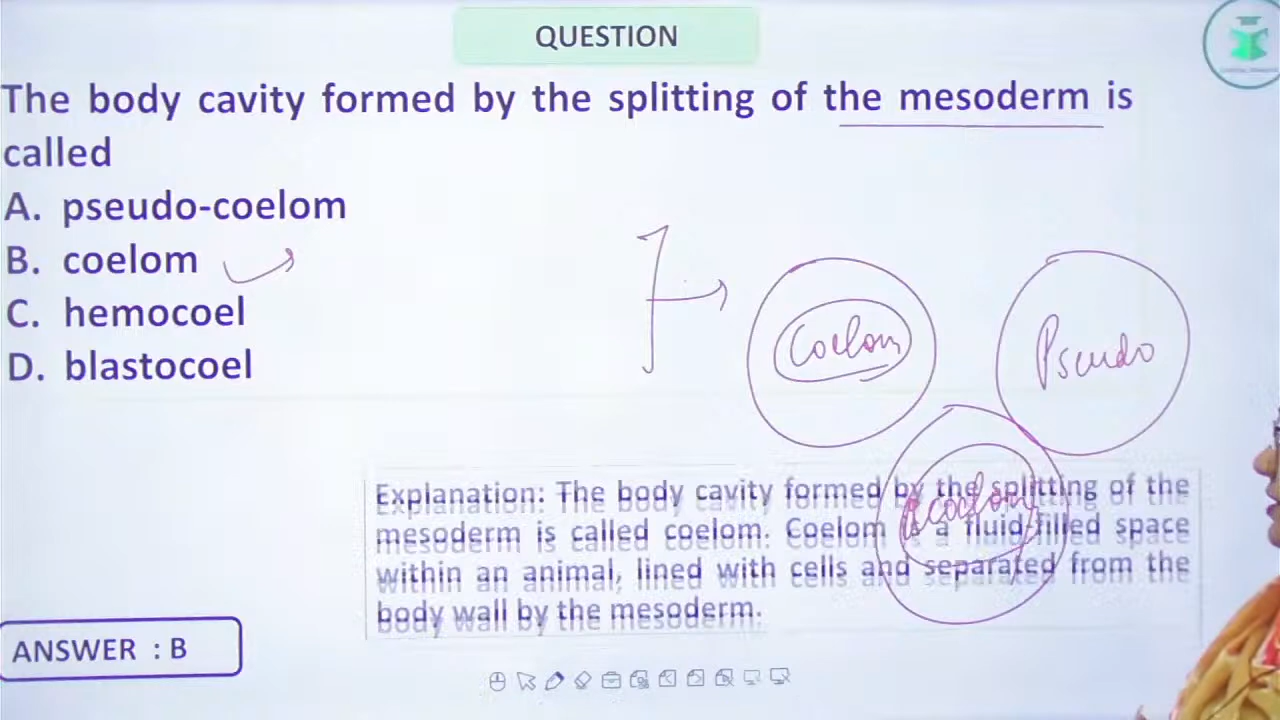 QUESTION
The body cavity formed by the splitting of the mesoderm is
called
A. pseudo-coelom
B. coelom
C. hemocoel
D. blastocoel
Coelom
Pseudo
Acoelom
Explanation: The body cavity formed by the splitting of the
mesoderm is called coelom. Coelom is a fluid-filled space
within an animal, lined with cells and separated from the
body wall by the mesoderm.
ANSWER : B